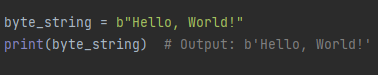 byte_string = b"Hello, World!"
print(byte_string)  # Output: b'Hello, World!'